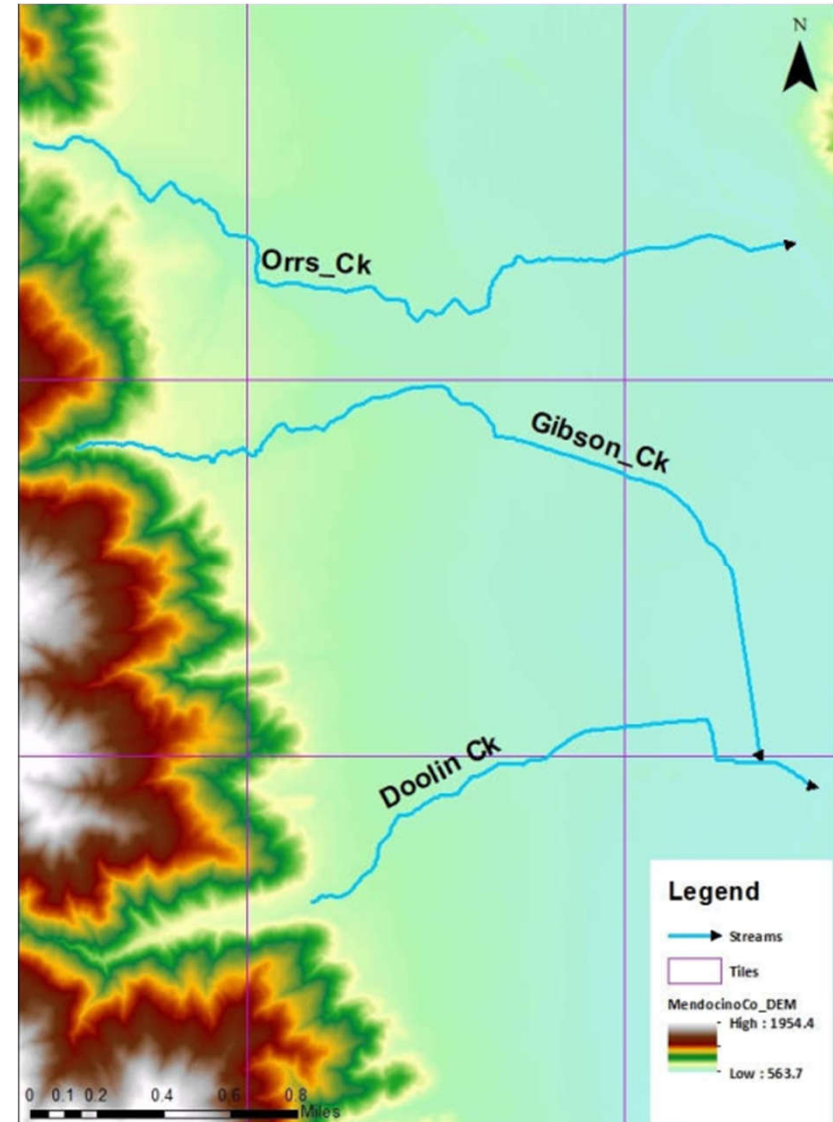 N
Orrs_Ck
Gibson_Ck
Doolin Ck
Legend
Streams
Tiles
MendocinoCo_DEM
High : 1954.4
Low : 563.7
0 0.1 0.2 0.4 0.6 0.8
Miles